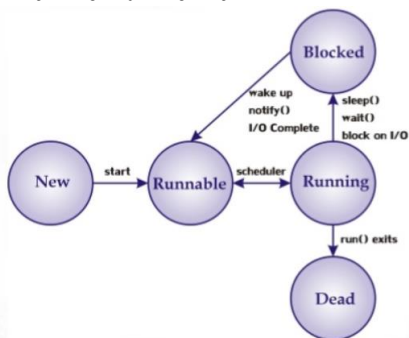 Blocked
wake up
notify()
I/O Complete
sleep()
wait()
block on I/O
New
start
Runnable
scheduler
Running
run() exits
Dead